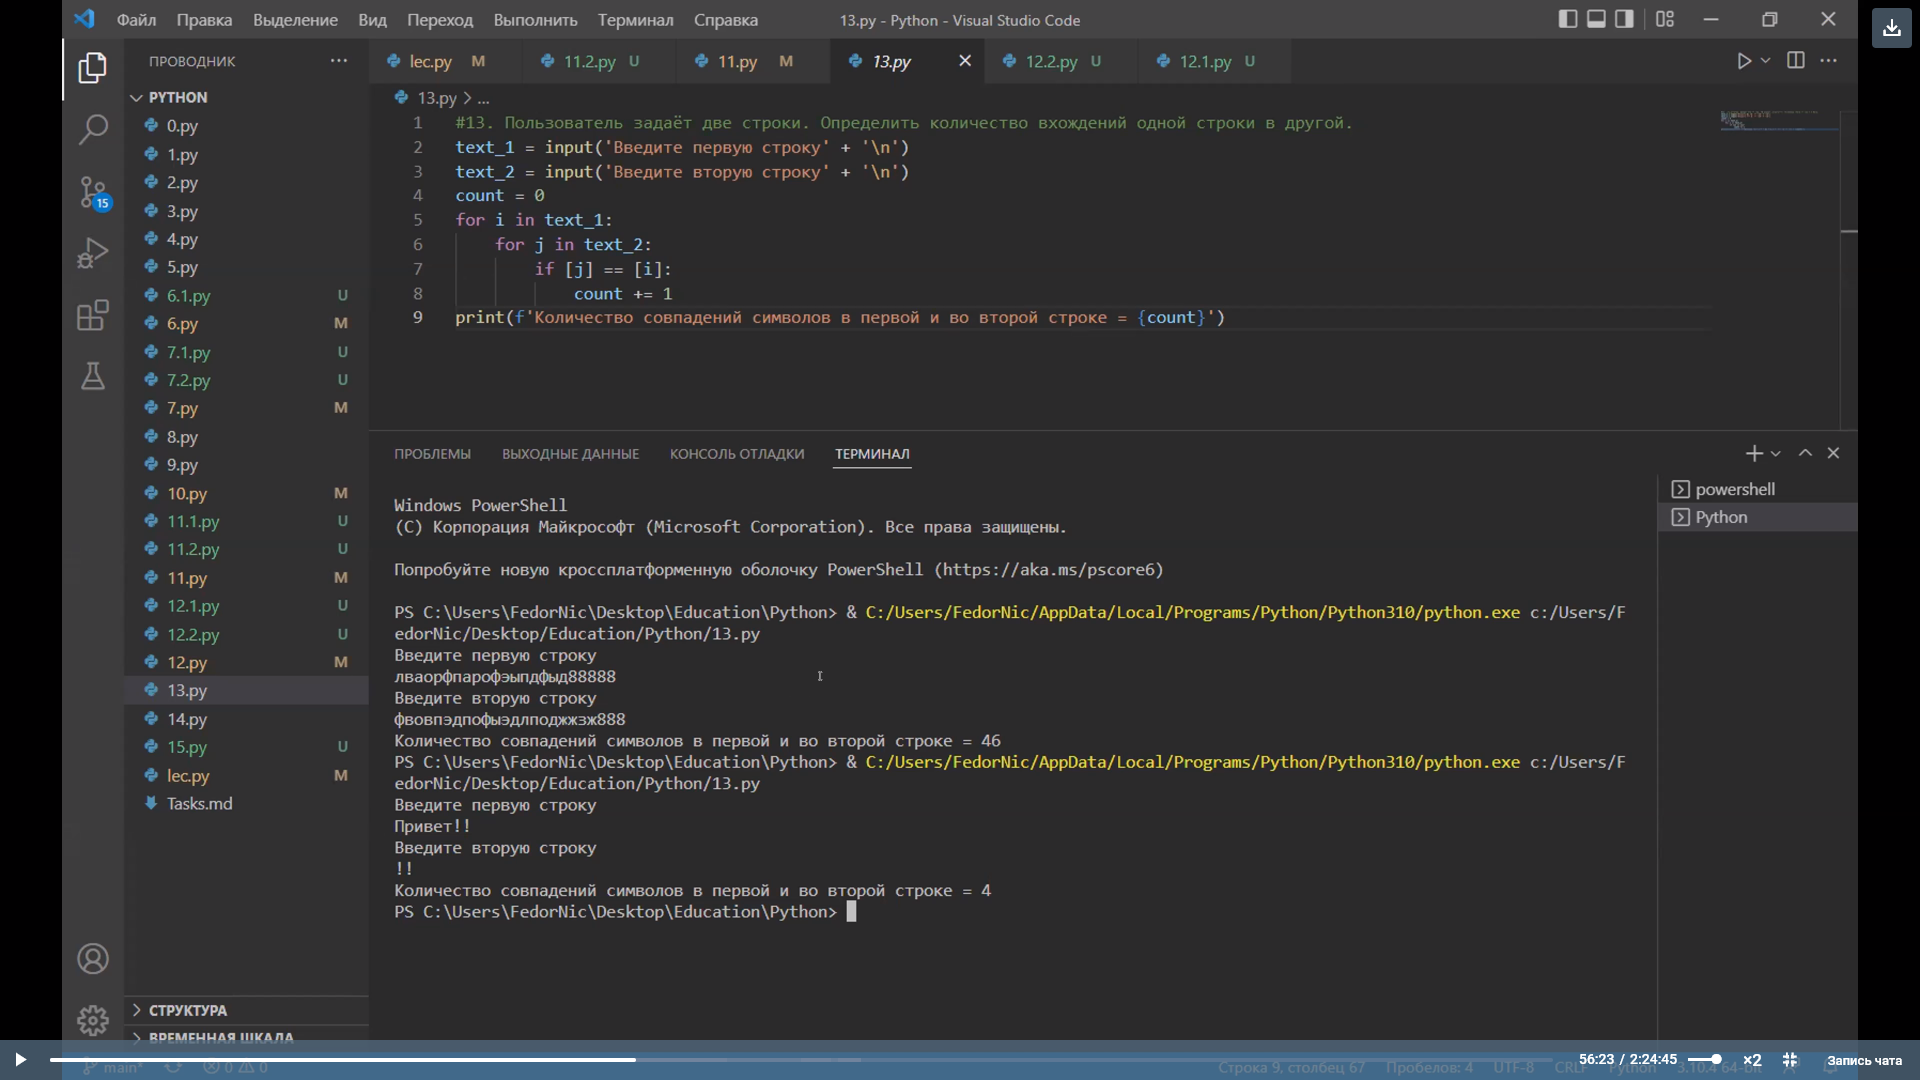 Файл Правка Выделение Вид Переход Выполнить Терминал Справка
13.py - Python - Visual Studio Code
ПРОВОДНИК
PYTHON
0.py
1.py
2.py
3.py
4.py
5.py
6.1.py U
6.py M
7.1.py U
7.2.py U
7.py M
8.py
9.py
10.py M
11.1.py U
11.2.py U
11.py M
12.1.py U
12.2.py U
12.py M
13.py
14.py
15.py U
lec.py M
Tasks.md
СТРУКТУРА
ВРЕМЕННАЯ ШКАЛА
15
lec.py M 11.2.py U 11.py M 13.py 12.2.py U 12.1.py U
13.py > ...
1 #13. Пользователь задаёт две строки. Определить количество вхождений одной строки в другой.
2 text_1 = input('Введите первую строку' + '\n')
3 text_2 = input('Введите вторую строку' + '\n')
4 count = 0
5 for i in text_1:
6 for j in text_2:
7 if [j] == [i]:
8 count += 1
9 print(f'Количество совпадений символов в первой и во второй строке = {count}')
ПРОБЛЕМЫ ВЫХОДНЫЕ ДАННЫЕ КОНСОЛЬ ОТЛАДКИ ТЕРМИНАЛ
Windows PowerShell
(C) Корпорация Майкрософт (Microsoft Corporation). Все права защищены.
Попробуйте новую кроссплатформенную оболочку PowerShell (https://aka.ms/pscore6)
PS C:\Users\FedorNic\Desktop\Education\Python> & C:/Users/FedorNic/AppData/Local/Programs/Python/Python310/python.exe c:/Users/F
edorNic/Desktop/Education/Python/13.py
Введите первую строку
лваорфпарофэыпдфыд88888
Введите вторую строку
фвовпэдпофыэдлподжжзж888
Количество совпадений символов в первой и во второй строке = 46
PS C:\Users\FedorNic\Desktop\Education\Python> & C:/Users/FedorNic/AppData/Local/Programs/Python/Python310/python.exe c:/Users/F
edorNic/Desktop/Education/Python/13.py
Введите первую строку
Привет!!
Введите вторую строку
!!
Количество совпадений символов в первой и во второй строке = 4
PS C:\Users\FedorNic\Desktop\Education\Python>
powershell
Python
main* 0 0
Строка 9, столбец 67 Пробелов: 4 UTF-8 CRLF Python 3.10.4 64-bit
56:23 / 2:24:45 ×2 Запись чата